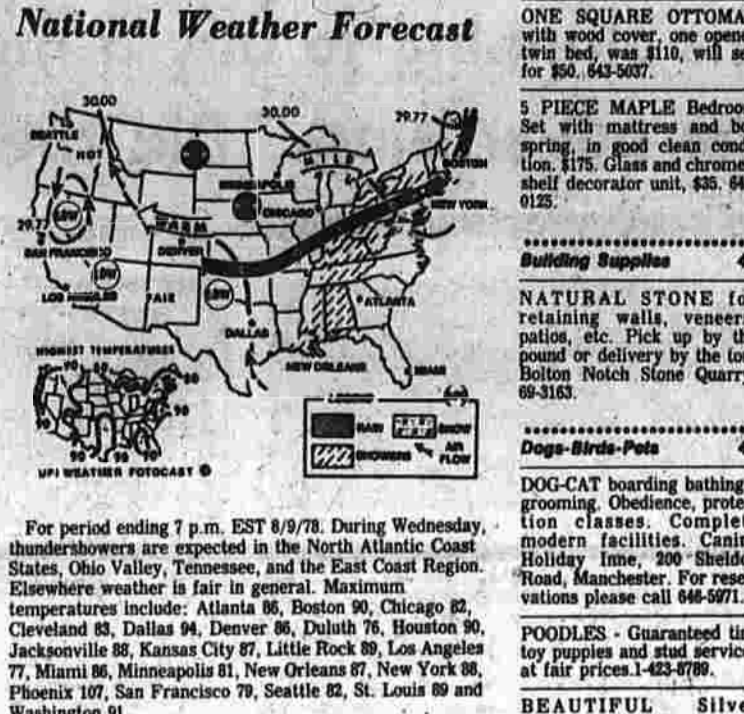 National Weather Forecast
30.00
30.00
29.77
SEATTLE
HOT
MILD
BOSTON
MINNEAPOLIS
NEW YORK
LOW
CHICAGO
WARM
29.77
SAN FRANCISCO
DENVER
LOW
LOW
LOS ANGELES
FAIR
ATLANTA
DALLAS
HIGHEST TEMPERATURES
NEW ORLEANS
MIAMI
LEGEND
RAIN
SNOW
SHOWERS
AIR
FLOW
UPI WEATHER FOTOCAST ®
For period ending 7 p.m. EST 8/9/78. During Wednesday,
thundershowers are expected in the North Atlantic Coast
States, Ohio Valley, Tennessee, and the East Coast Region.
Elsewhere weather is fair in general. Maximum
temperatures include: Atlanta 86, Boston 90, Chicago 82,
Cleveland 83, Dallas 94, Denver 86, Duluth 76, Houston 90,
Jacksonville 88, Kansas City 87, Little Rock 89, Los Angeles
77, Miami 86, Minneapolis 81, New Orleans 87, New York 88,
Phoenix 107, San Francisco 79, Seattle 82, St. Louis 89 and
Washington 91.
ONE SQUARE OTTOMA
with wood cover, one opene
twin bed, was $110, will se
for $50. 643-5037.
5 PIECE MAPLE Bedroo
Set with mattress and bo
spring, in good clean cond
tion. $175. Glass and chrome
shelf decorator unit, $35. 64
0125.
Building Supplies 4
NATURAL STONE fo
retaining walls, veneer,
patios, etc. Pick up by th
pound or delivery by the to
Bolton Notch Stone Quarry
69-3163.
Dogs-Birds-Pets 4
DOG-CAT boarding bathing
grooming. Obedience, prote
tion classes. Complet
modern facilities. Canin
Holiday Inne, 200 Sheldo
Road, Manchester. For rese
vations please call 646-5971.
POODLES - Guaranteed tin
toy puppies and stud service
at fair prices.1-423-8789.
BEAUTIFUL Silve